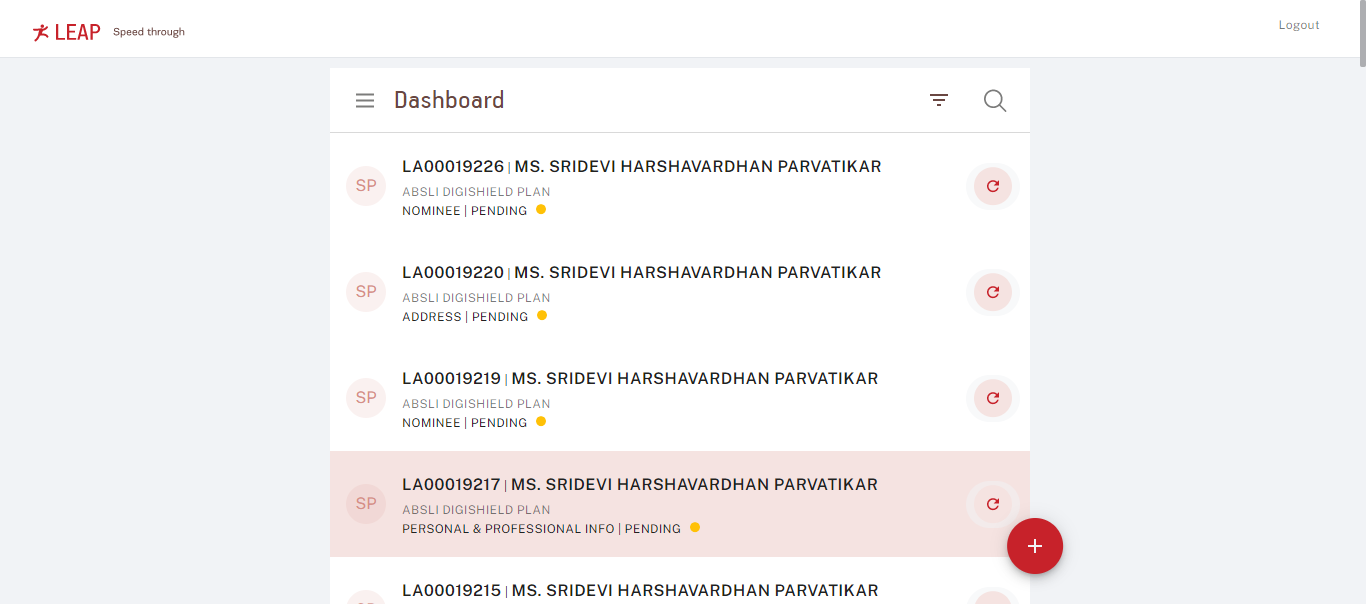 LEAP Speed through
Logout
Dashboard
SP
LA00019226 | MS. SRIDEVI HARSHAVARDHAN PARVATIKAR
ABSLI DIGISHIELD PLAN
NOMINEE | PENDING
SP
LA00019220 | MS. SRIDEVI HARSHAVARDHAN PARVATIKAR
ABSLI DIGISHIELD PLAN
ADDRESS | PENDING
SP
LA00019219 | MS. SRIDEVI HARSHAVARDHAN PARVATIKAR
ABSLI DIGISHIELD PLAN
NOMINEE | PENDING
SP
LA00019217 | MS. SRIDEVI HARSHAVARDHAN PARVATIKAR
ABSLI DIGISHIELD PLAN
PERSONAL & PROFESSIONAL INFO | PENDING
LA00019215 | MS. SRIDEVI HARSHAVARDHAN PARVATIKAR